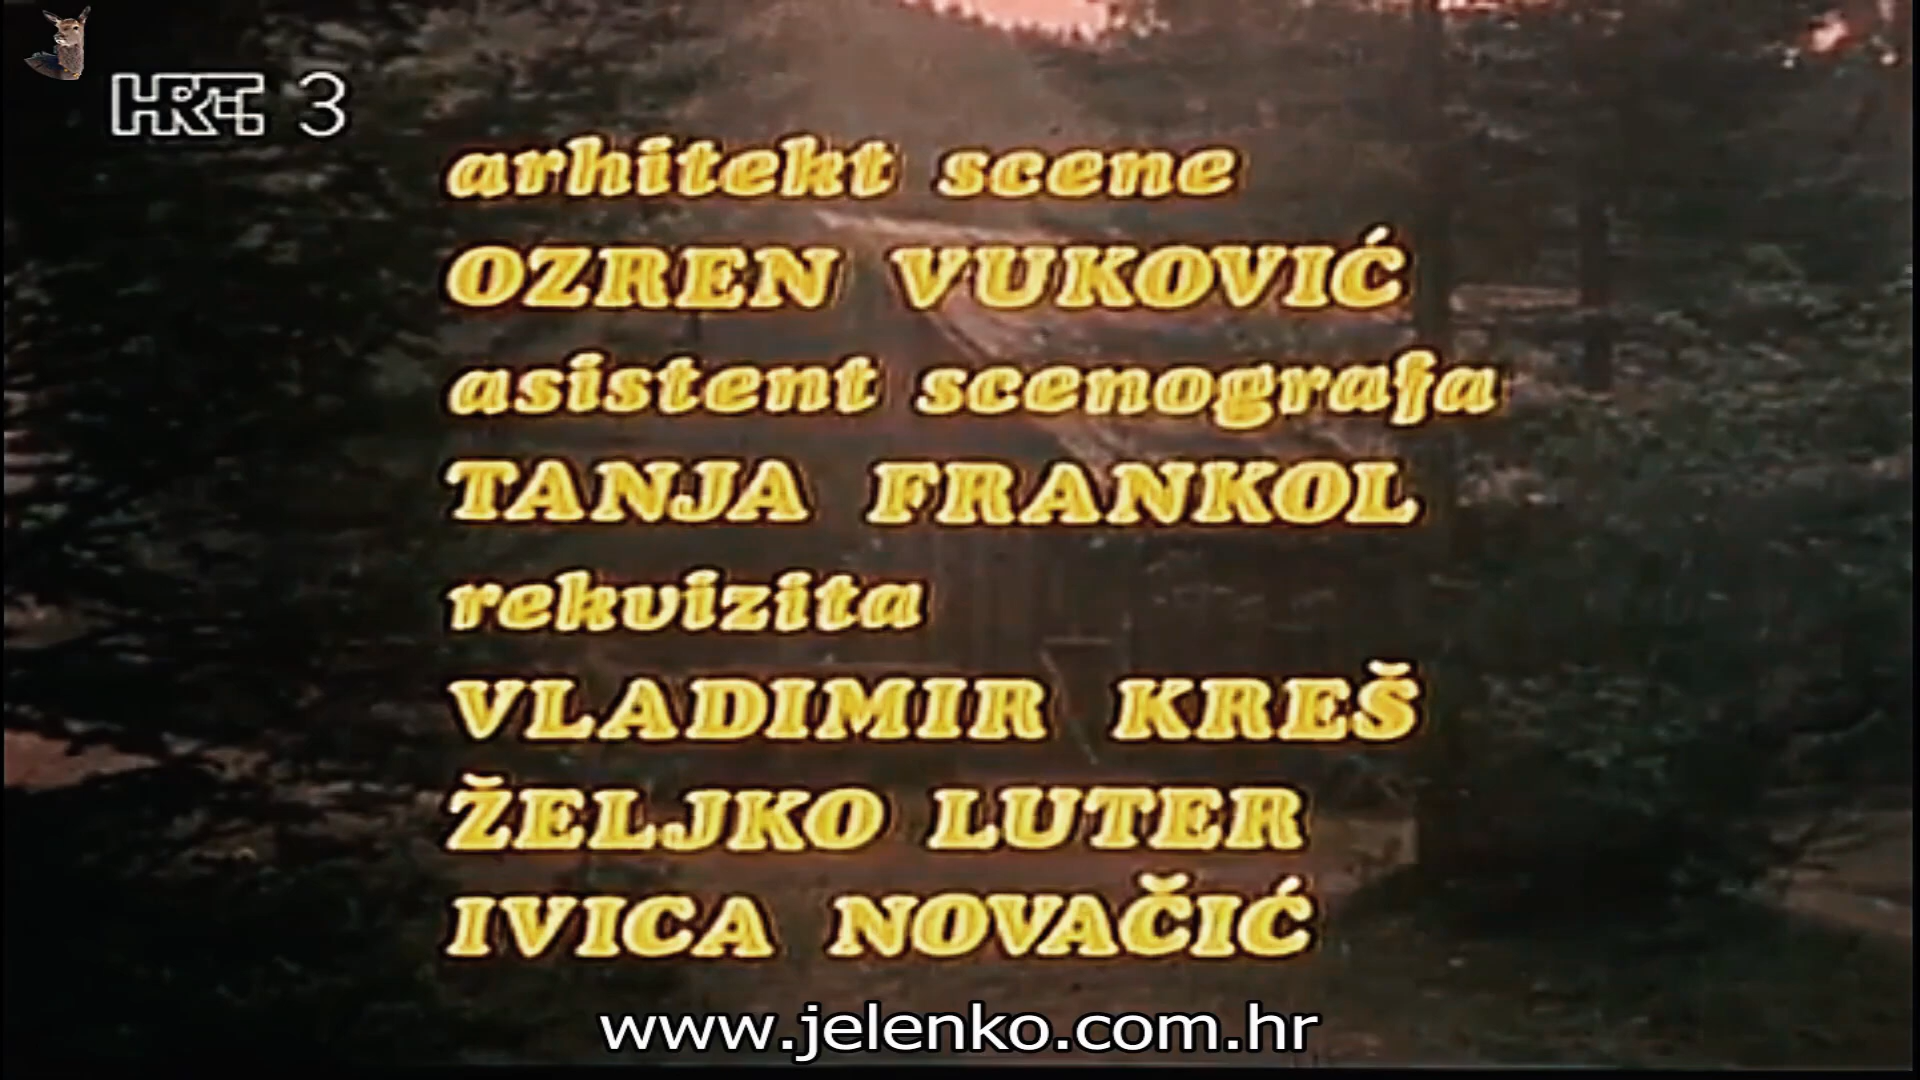 HRT 3
arhitekt scene
OZREN VUKOVIĆ
asistent scenografa
TANJA FRANKOL
rekvizita
VLADIMIR KREŠ
ŽELJKO LUTER
IVICA NOVAČIĆ
www.jelenko.com.hr